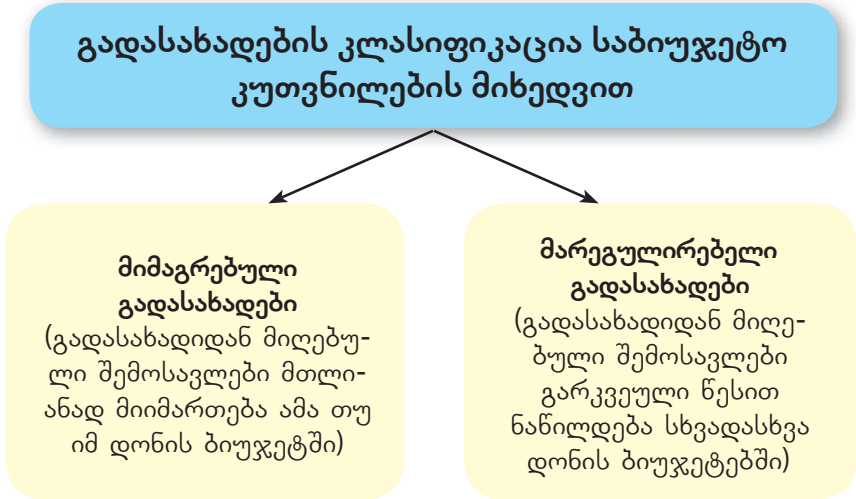 გადასახადების კლასიფიკაცია საბიუჯეტო
კუთვნილების მიხედვით
მიმაგრებული
გადასახადები
(გადასახადიდან მიღებუ-
ლი შემოსავლები მთლი-
ანად მიიმართება ამა თუ
იმ დონის ბიუჯეტში)
მარეგულირებელი
გადასახადები
(გადასახადიდან მიღე-
ბული შემოსავლები
გარკვეული წესით
ნაწილდება სხვადასხვა
დონის ბიუჯეტებში)